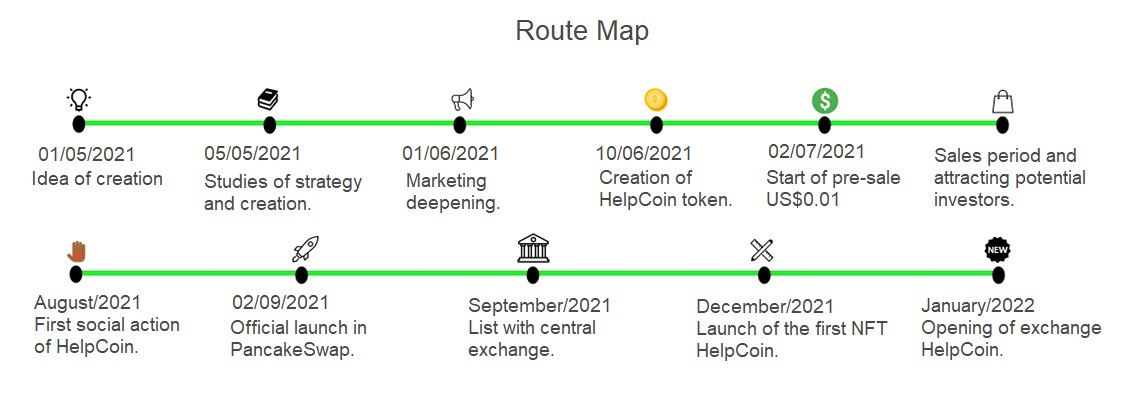 Route Map
01/05/2021
Idea of creation
05/05/2021
Studies of strategy
and creation.
01/06/2021
Marketing
deepening.
10/06/2021
Creation of
HelpCoin token.
02/07/2021
Start of pre-sale
US$0.01
Sales period and
attracting potential
investors.
August/2021
First social action
of HelpCoin.
02/09/2021
Official launch in
PancakeSwap.
September/2021
List with central
exchange.
December/2021
Launch of the first NFT
HelpCoin.
NEW
January/2022
Opening of exchange
HelpCoin.